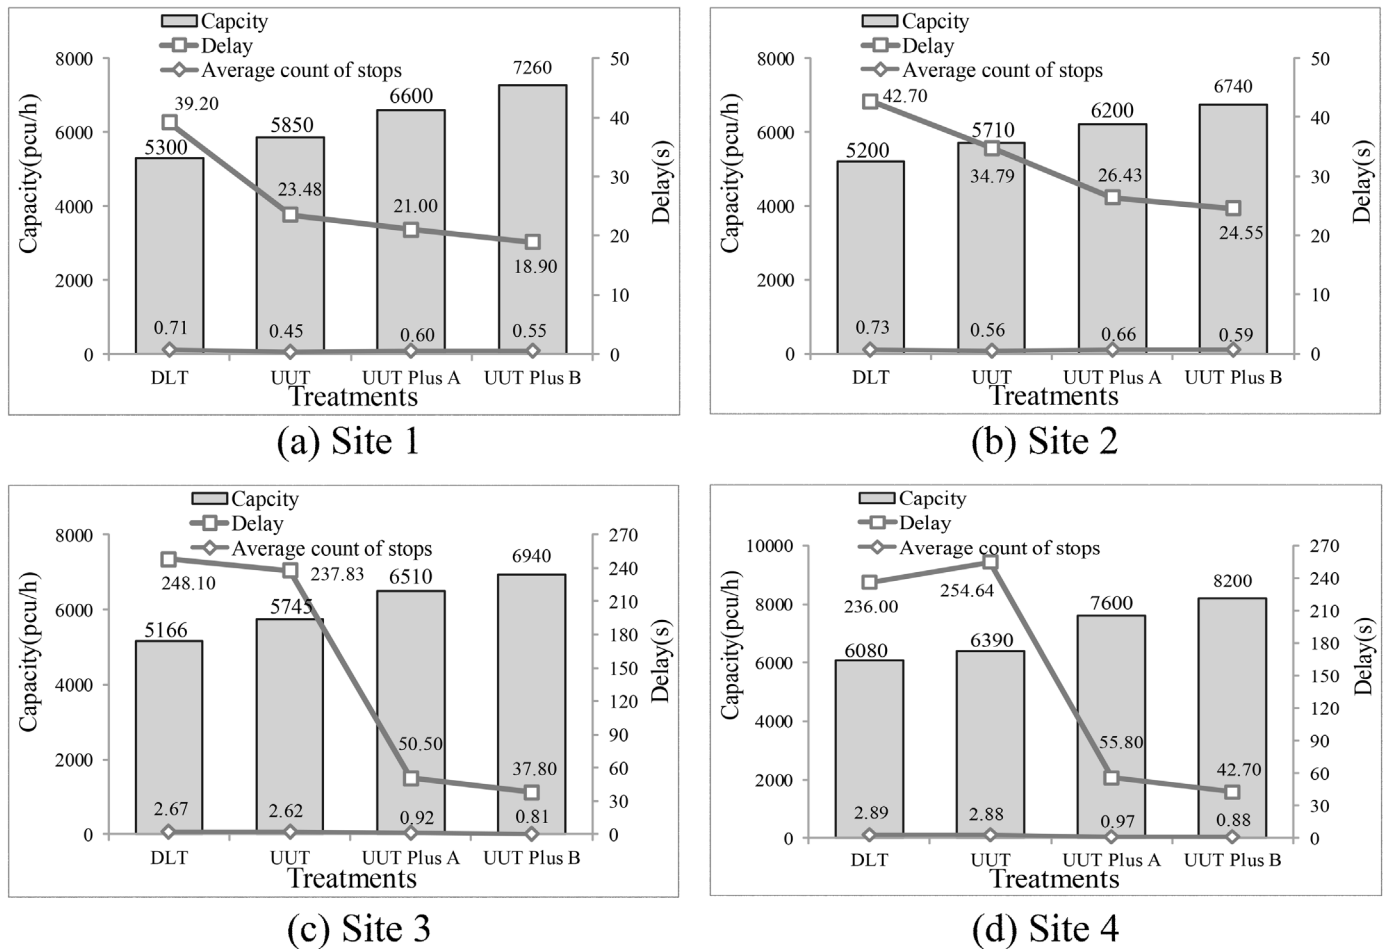 Capcity
Delay
Average count of stops
8000
6000
4000
2000
0
Capacity(pcu/h)
50
40
30
20
10
0
Delay(s)
39.20
5300
5850
6600
7260
23.48
21.00
18.90
0.71
0.45
0.60
0.55
DLT
UUT
UUT Plus A
UUT Plus B
Treatments
(a) Site 1
Capcity
Delay
Average count of stops
8000
6000
4000
2000
0
Capacity(pcu/h)
50
40
30
20
10
0
Delay(s)
42.70
5200
5710
6200
6740
34.79
26.43
24.55
0.73
0.56
0.66
0.59
DLT
UUT
UUT Plus A
UUT Plus B
Treatments
(b) Site 2
Capcity
Delay
Average count of stops
8000
6000
4000
2000
0
Capacity(pcu/h)
270
240
210
180
150
120
90
60
30
0
Delay(s)
248.10
237.83
5166
5745
6510
6940
50.50
37.80
2.67
2.62
0.92
0.81
DLT
UUT
UUT Plus A
UUT Plus B
Treatments
(c) Site 3
Capcity
Delay
Average count of stops
10000
8000
6000
4000
2000
0
Capacity(pcu/h)
270
240
210
180
150
120
90
60
30
0
Delay(s)
236.00
254.64
6080
6390
7600
8200
55.80
42.70
2.89
2.88
0.97
0.88
DLT
UUT
UUT Plus A
UUT Plus B
Treatments
(d) Site 4